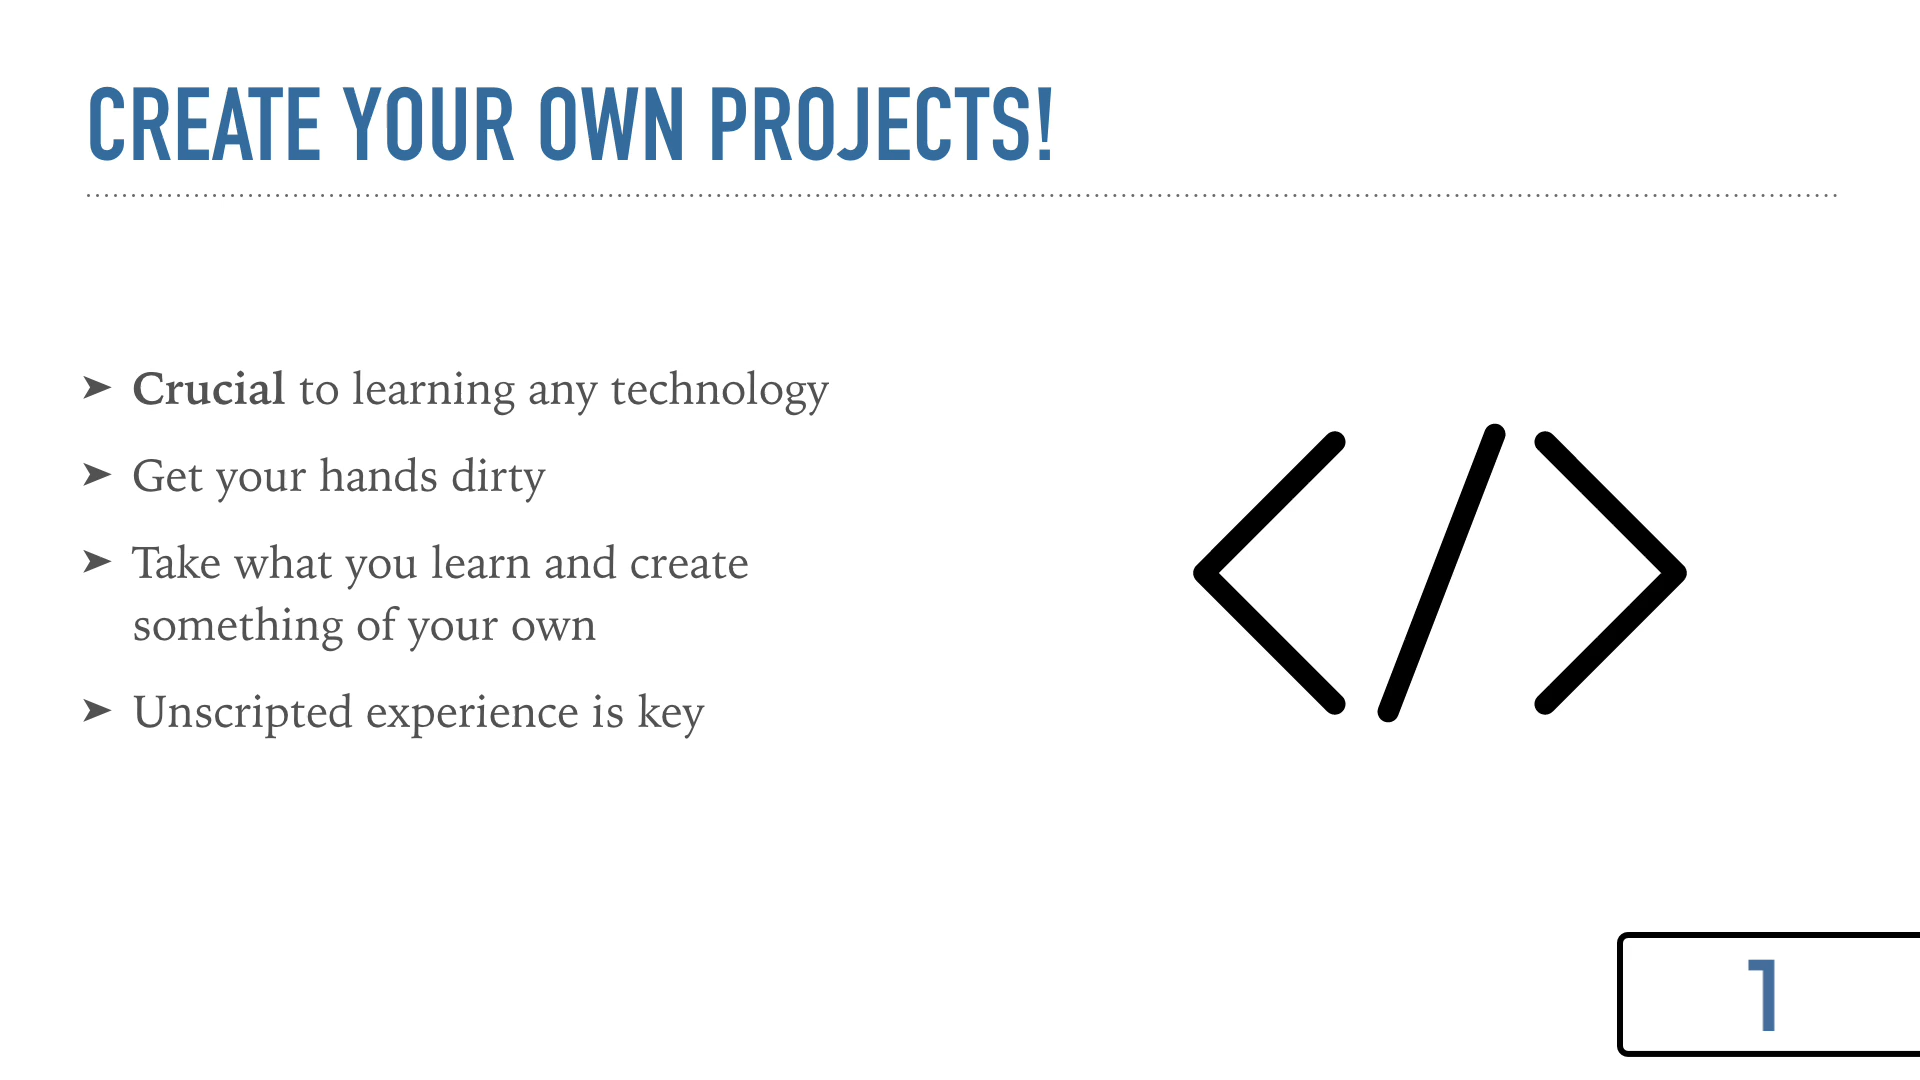 CREATE YOUR OWN PROJECTS!
➤ Crucial to learning any technology
➤ Get your hands dirty
➤ Take what you learn and create
something of your own
➤ Unscripted experience is key
</>
1